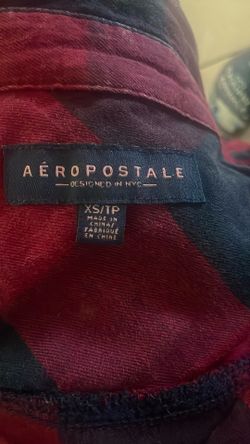 AÉROPOSTALE
DESIGNED IN NYC
XS/TP
MADE IN
CHINA/
FABRIQUÉ
EN CHINE